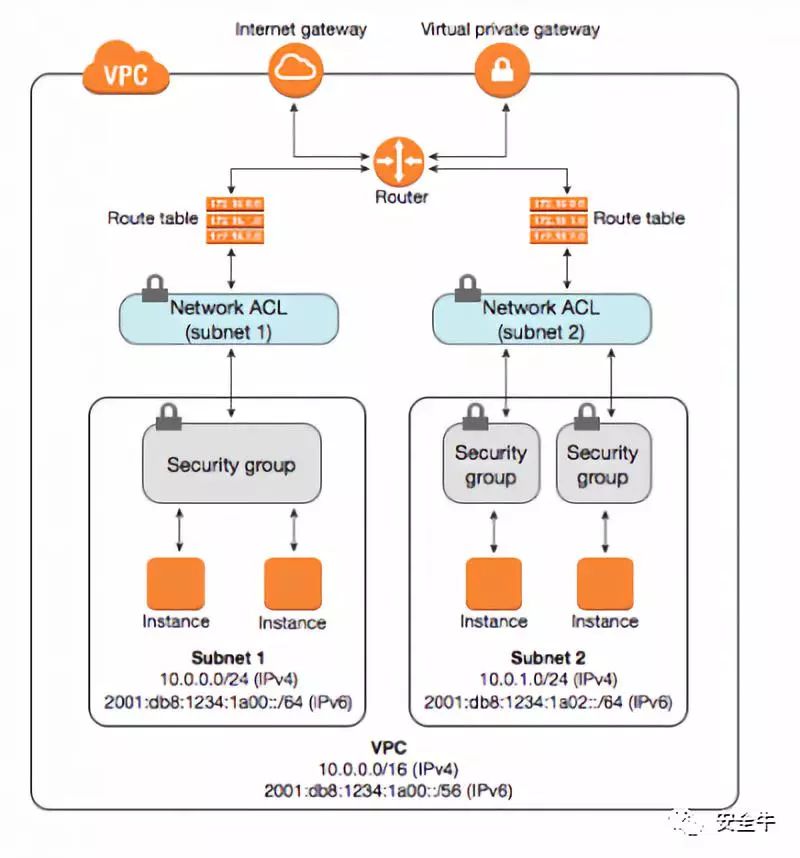 Internet gateway
Virtual private gateway
VPC
Router
Route table
Route table
Network ACL
(subnet 1)
Network ACL
(subnet 2)
Security group
Security
group
Security
group
Instance
Instance
Instance
Instance
Subnet 1
10.0.0.0/24 (IPv4)
2001:db8:1234:1a00::/64 (IPv6)
Subnet 2
10.0.1.0/24 (IPv4)
2001:db8:1234:1a02::/64 (IPv6)
VPC
10.0.0.0/16 (IPv4)
2001:db8:1234:1a00::/56 (IPv6)
安全牛